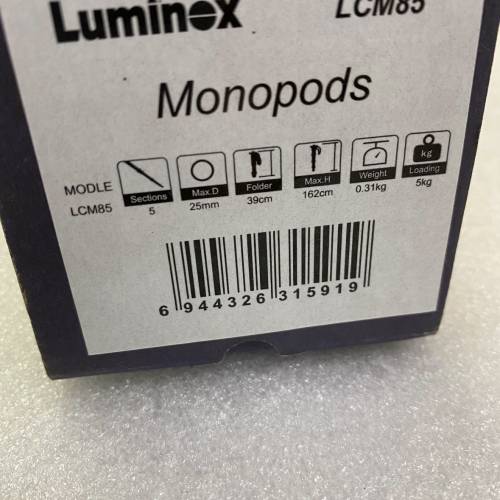 Luminox LCM85
Monopods
MODLE Sections Max.D Folder Max.H Weight kg Loading
LCM85 5 25mm 39cm 162cm 0.31kg 5kg
6 944326 315919